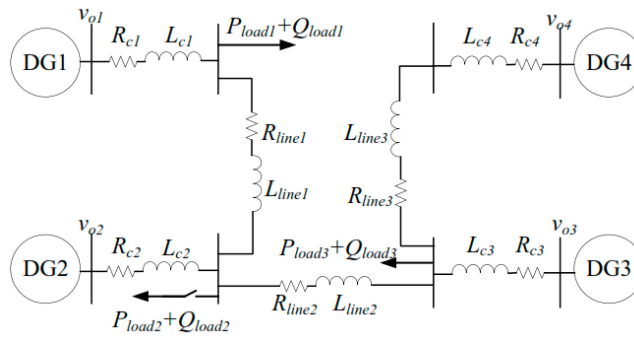 v_o1 R_c1 L_c1 P_load1+Q_load1 L_c4 R_c4 v_o4
DG1 DG4
R_line1 L_line3
L_line1 R_line3
v_o2 R_c2 L_c2 P_load3+Q_load3 L_c3 R_c3 v_o3
DG2 DG3
P_load2+Q_load2 R_line2 L_line2